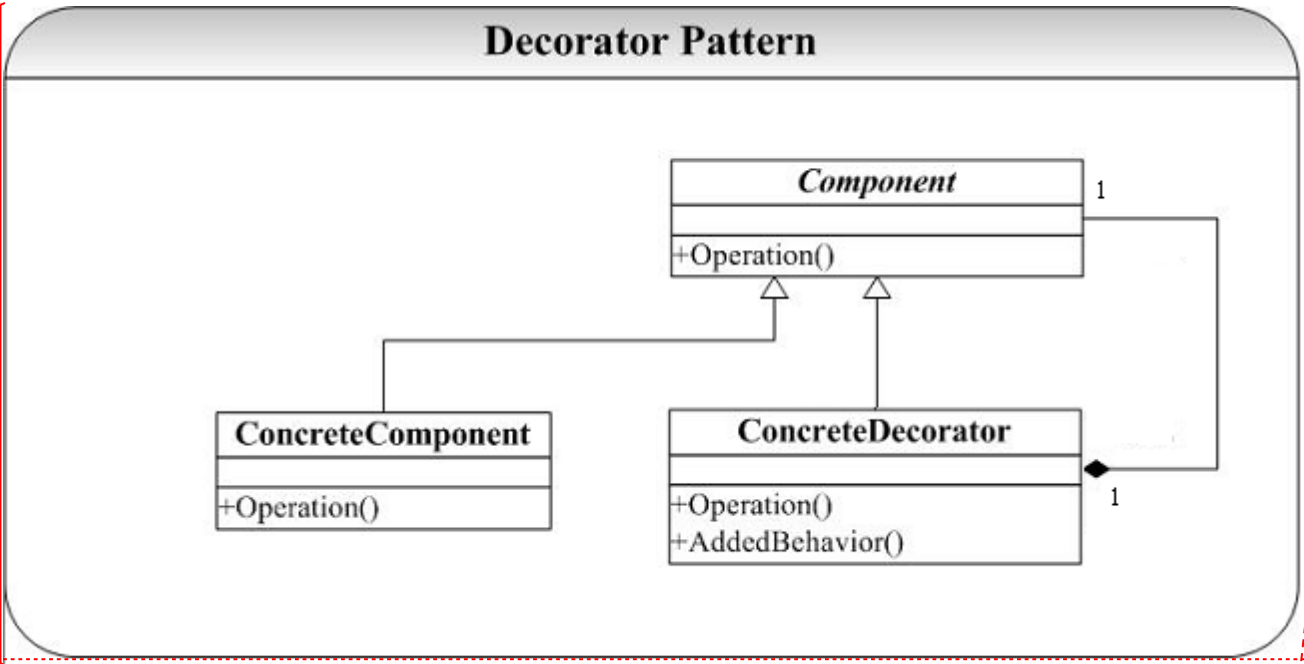 Decorator Pattern
Component
1
+Operation()
ConcreteComponent
+Operation()
ConcreteDecorator
+Operation()
+AddedBehavior()
1